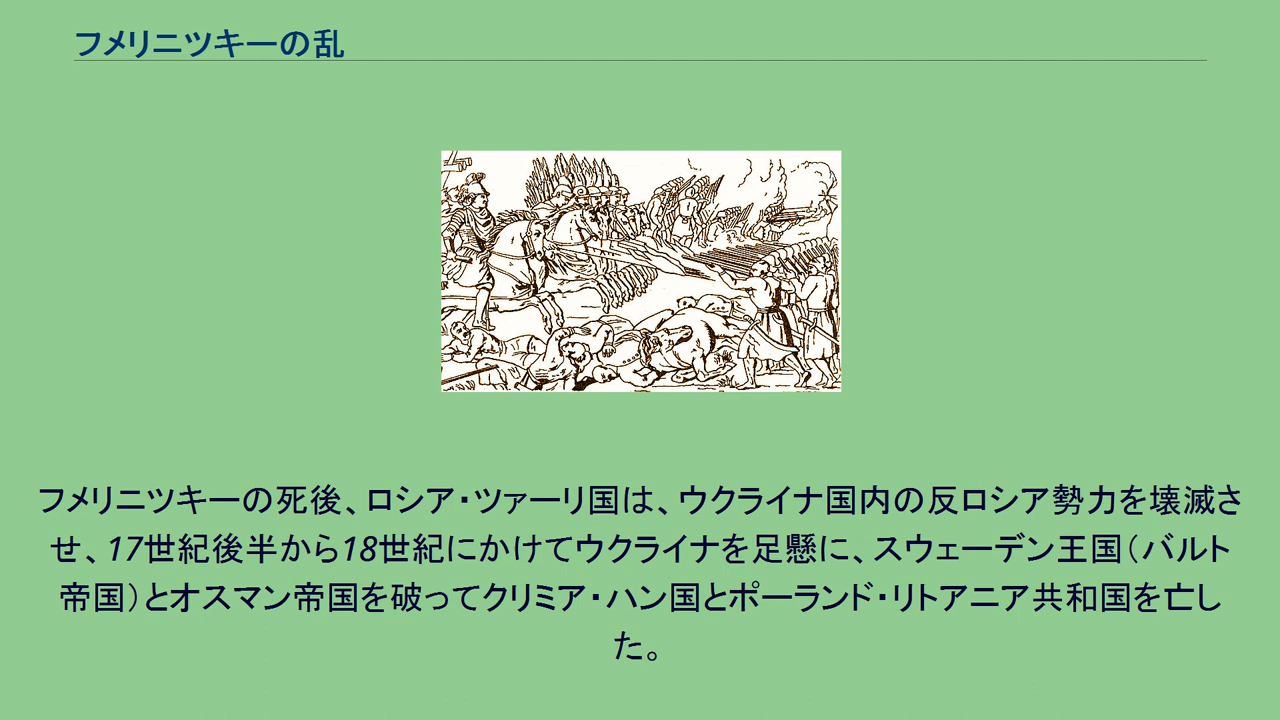 フメリニツキーの乱
フメリニツキーの死後、ロシア・ツァーリ国は、ウクライナ国内の反ロシア勢力を壊滅さ
せ、17世紀後半から18世紀にかけてウクライナを足懸に、スウェーデン王国（バルト
帝国）とオスマン帝国を破ってクリミア・ハン国とポーランド・リトアニア共和国を亡し
た。